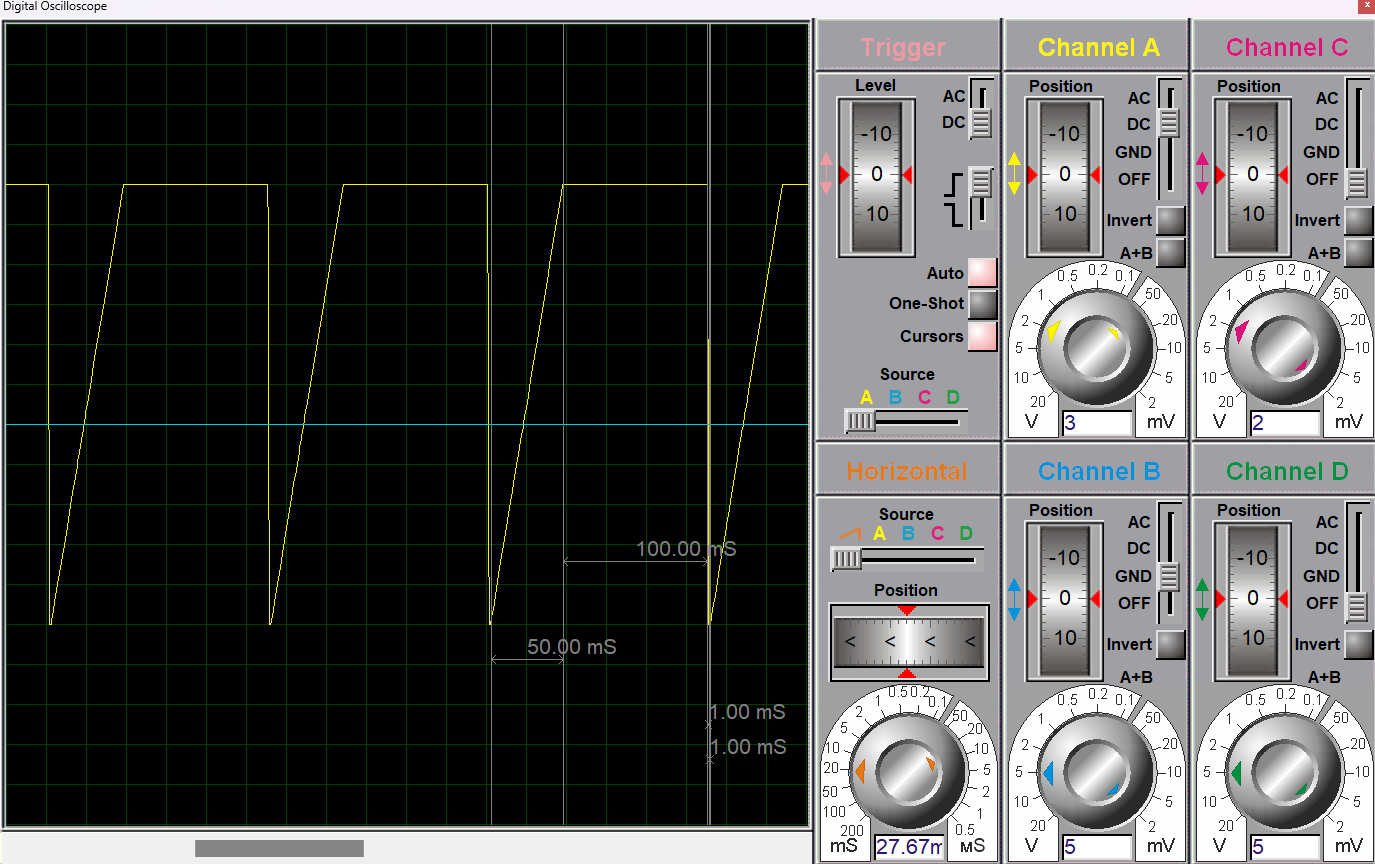 Digital Oscilloscope
x
100.00 mS
50.00 mS
1.00 mS
1.00 mS
Trigger
Level
-10
0
10
AC
DC
Auto
One-Shot
Cursors
Source
A B C D
Channel A
Position
-10
0
10
AC
DC
GND
OFF
Invert
A+B
0.5 0.2 0.1
1
50
2
20
5
10
10
5
20
2
V
3
mV
Channel C
Position
-10
0
10
AC
DC
GND
OFF
Invert
A+B
0.5 0.2 0.1
1
50
2
20
5
10
10
5
20
2
V
2
mV
Horizontal
Source
A B C D
Position
< < < <
0.5 0.2 0.1
1
50
2
20
5
10
10
5
20
2
50
1
100
0.5
200
mS
27.67m
мS
Channel B
Position
-10
0
10
AC
DC
GND
OFF
Invert
A+B
0.5 0.2 0.1
1
50
2
20
5
10
10
5
20
2
V
5
mV
Channel D
Position
-10
0
10
AC
DC
GND
OFF
Invert
A+B
0.5 0.2 0.1
1
50
2
20
5
10
10
5
20
2
V
5
mV